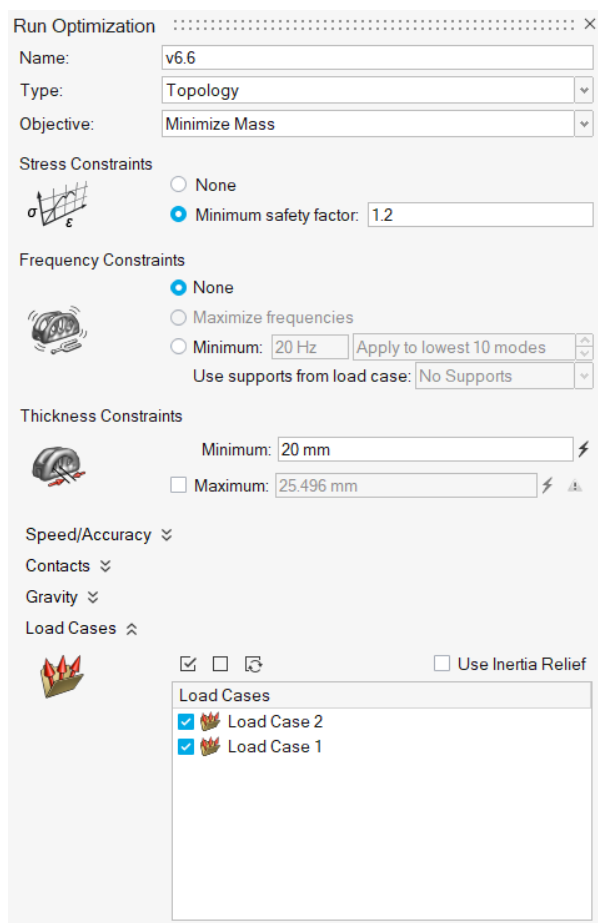 Run Optimization
Name: v6.6
Type: Topology
Objective: Minimize Mass
Stress Constraints
None
σ ε
Minimum safety factor: 1.2
Frequency Constraints
None
Maximize frequencies
Minimum: 20 Hz Apply to lowest 10 modes
Use supports from load case: No Supports
Thickness Constraints
Minimum: 20 mm
Maximum: 25.496 mm
Speed/Accuracy
Contacts
Gravity
Load Cases
Use Inertia Relief
Load Cases
Load Case 2
Load Case 1